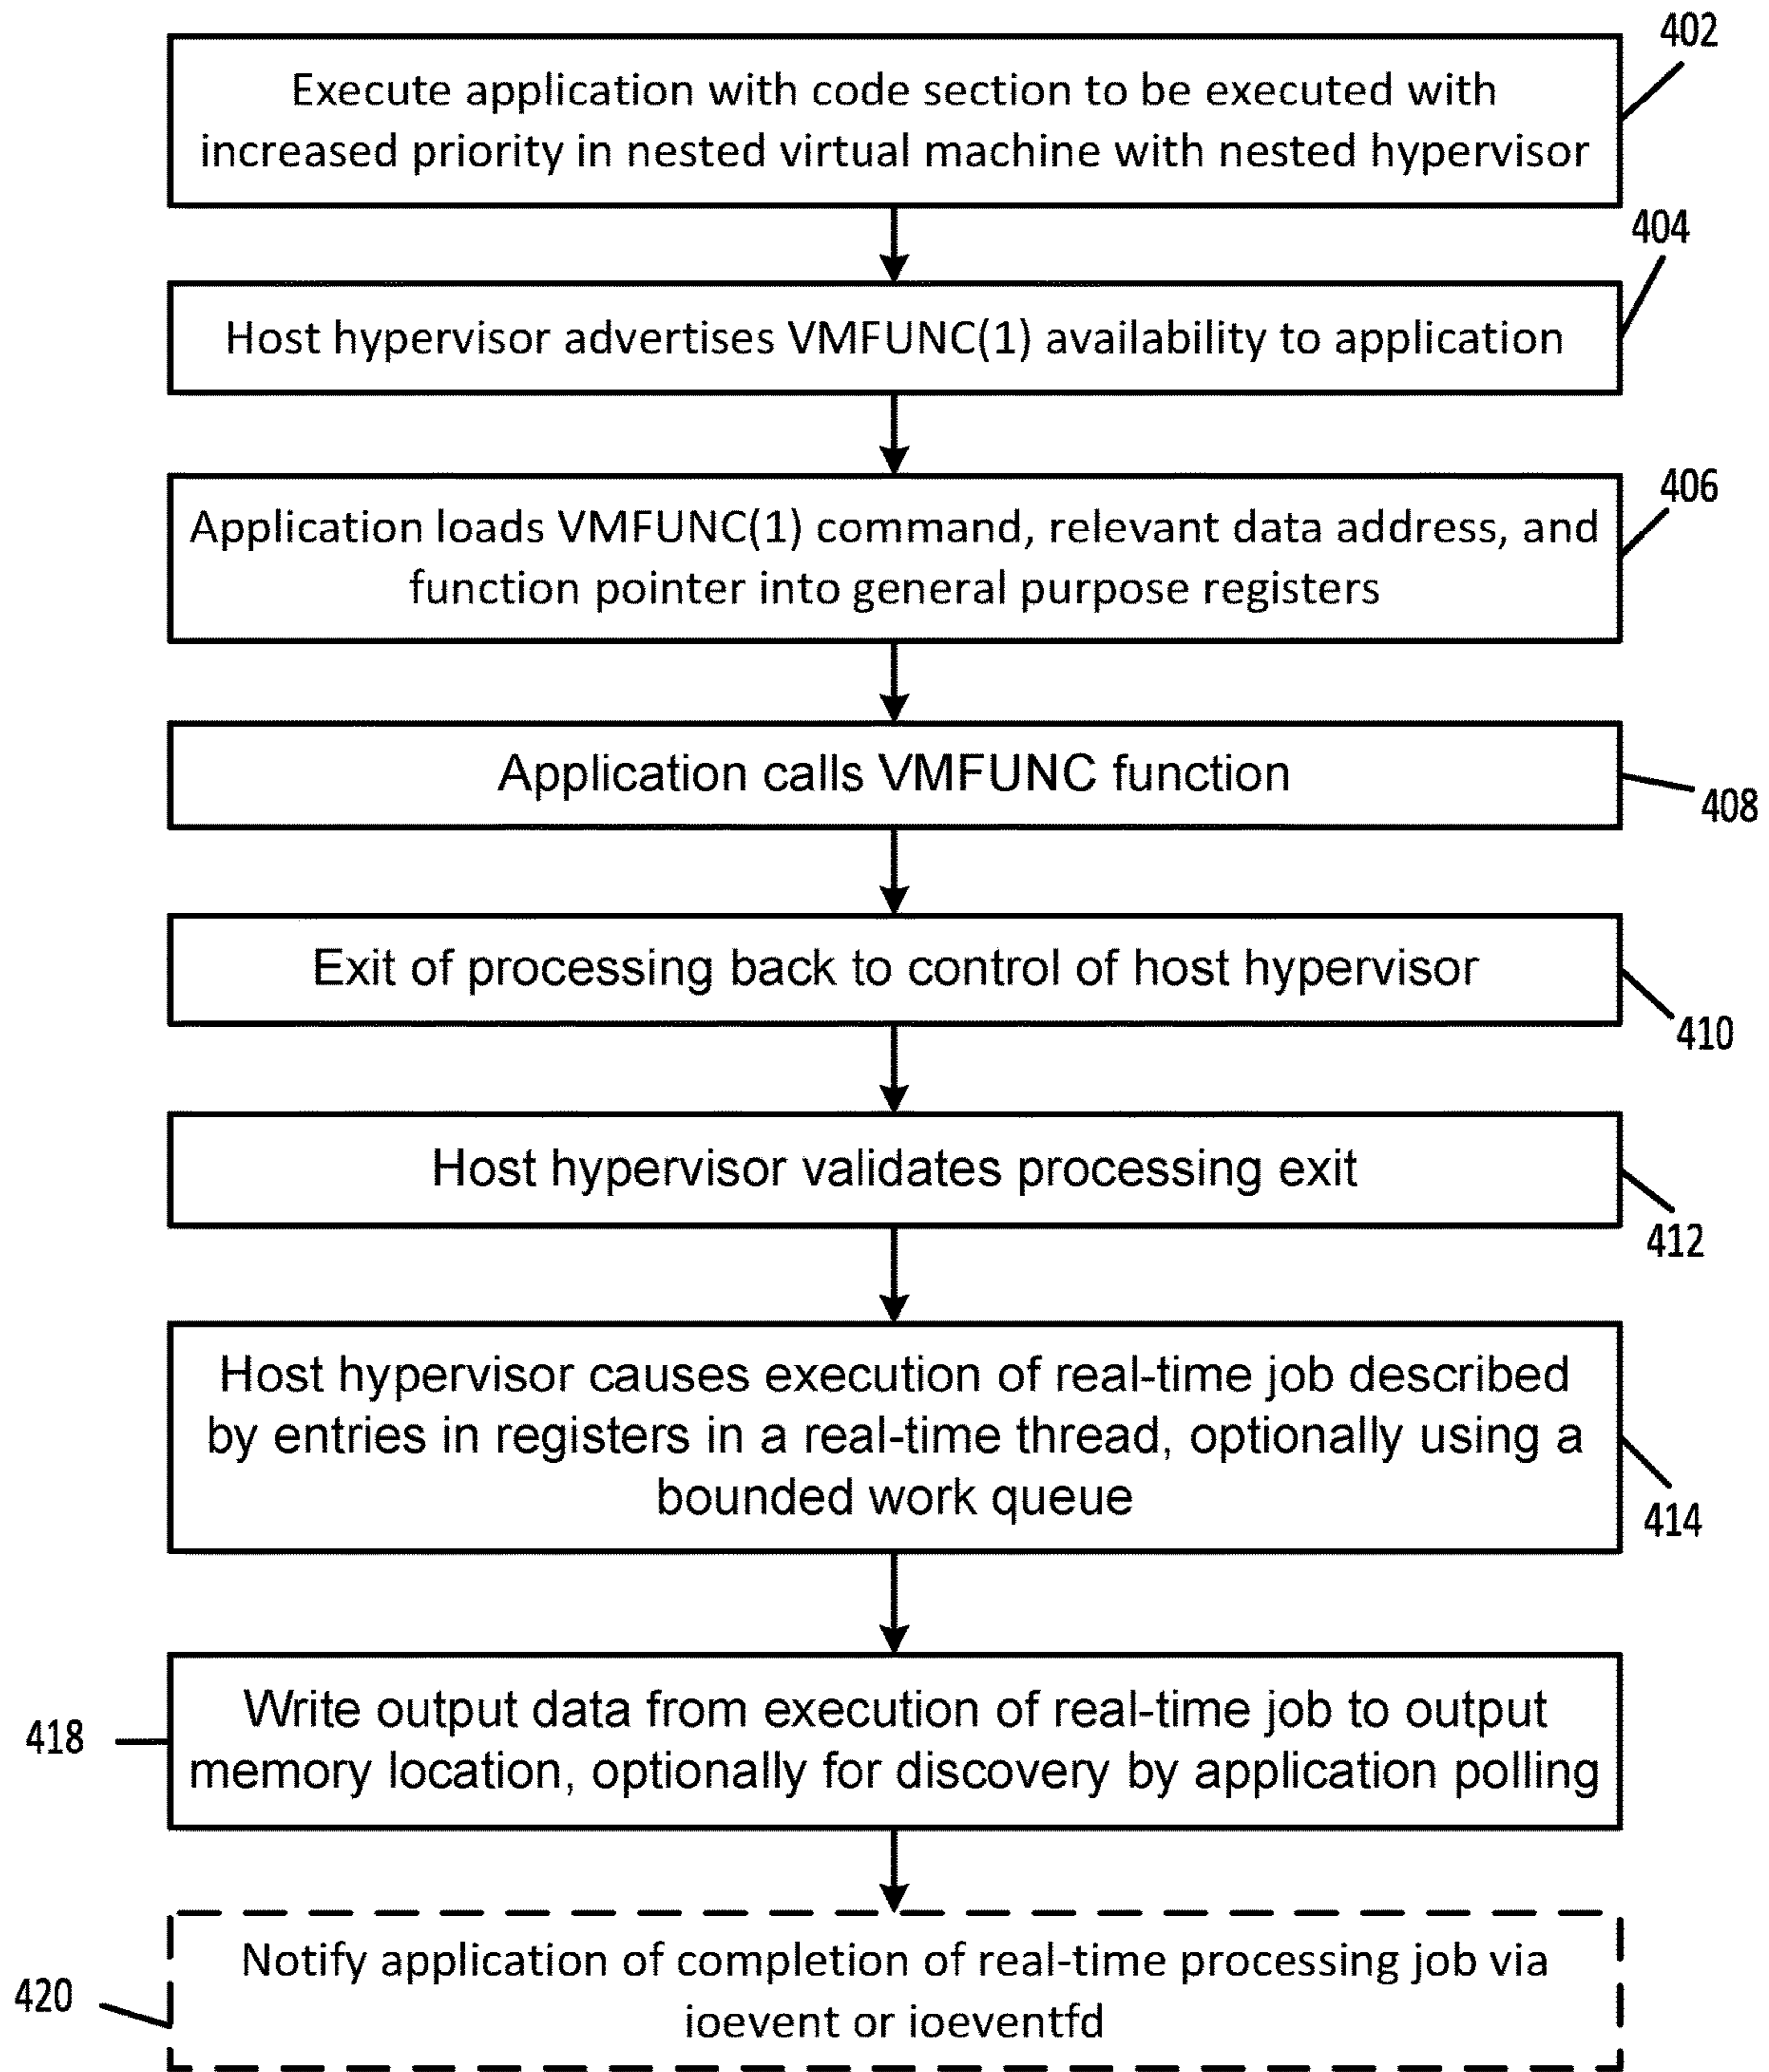 402
Execute application with code section to be executed with
increased priority in nested virtual machine with nested hypervisor
404
Host hypervisor advertises VMFUNC(1) availability to application
406
Application loads VMFUNC(1) command, relevant data address, and
function pointer into general purpose registers
Application calls VMFUNC function
408
Exit of processing back to control of host hypervisor
410
Host hypervisor validates processing exit
412
Host hypervisor causes execution of real-time job described
by entries in registers in a real-time thread, optionally using a
bounded work queue
414
418
Write output data from execution of real-time job to output
memory location, optionally for discovery by application polling
420
Notify application of completion of real-time processing job via
ioevent or ioeventfd